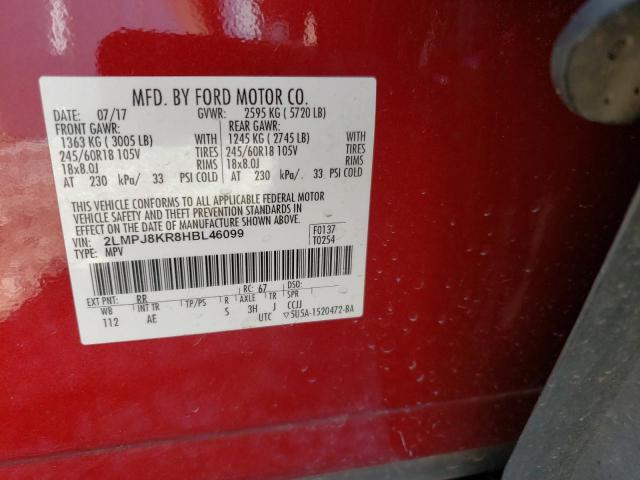 MFD. BY FORD MOTOR CO.
DATE: 07/17 GVWR: 2595 KG ( 5720 LB)
FRONT GAWR: REAR GAWR:
1363 KG ( 3005 LB) WITH 1245 KG ( 2745 LB) WITH
245/60R18 105V TIRES 245/60R18 105V TIRES
18x8.0J RIMS 18x8.0J RIMS
AT 230 kPa/ 33 PSI COLD AT 230 kPa/ 33 PSI COLD
THIS VEHICLE CONFORMS TO ALL APPLICABLE FEDERAL MOTOR
VEHICLE SAFETY AND THEFT PREVENTION STANDARDS IN
EFFECT ON THE DATE OF MANUFACTURE SHOWN ABOVE.
VIN: 2LMPJ8KR8HBL46099 F0137
TYPE: MPV T0254
EXT PNT: RR RC: 67 DSO:
WB INT TR TP/PS R AXLE TR SPR
112 AE S 3H J CCJJ
UTC ▽5U5A-1520472-BA